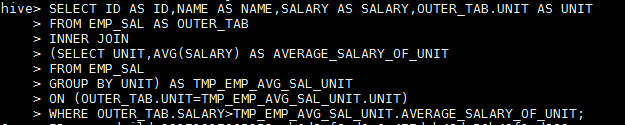 hive> SELECT ID AS ID,NAME AS NAME,SALARY AS SALARY,OUTER_TAB.UNIT AS UNIT
> FROM EMP_SAL AS OUTER_TAB
> INNER JOIN
> (SELECT UNIT,AVG(SALARY) AS AVERAGE_SALARY_OF_UNIT
> FROM EMP_SAL
> GROUP BY UNIT) AS TMP_EMP_AVG_SAL_UNIT
> ON (OUTER_TAB.UNIT=TMP_EMP_AVG_SAL_UNIT.UNIT)
> WHERE OUTER_TAB.SALARY>TMP_EMP_AVG_SAL_UNIT.AVERAGE_SALARY_OF_UNIT;